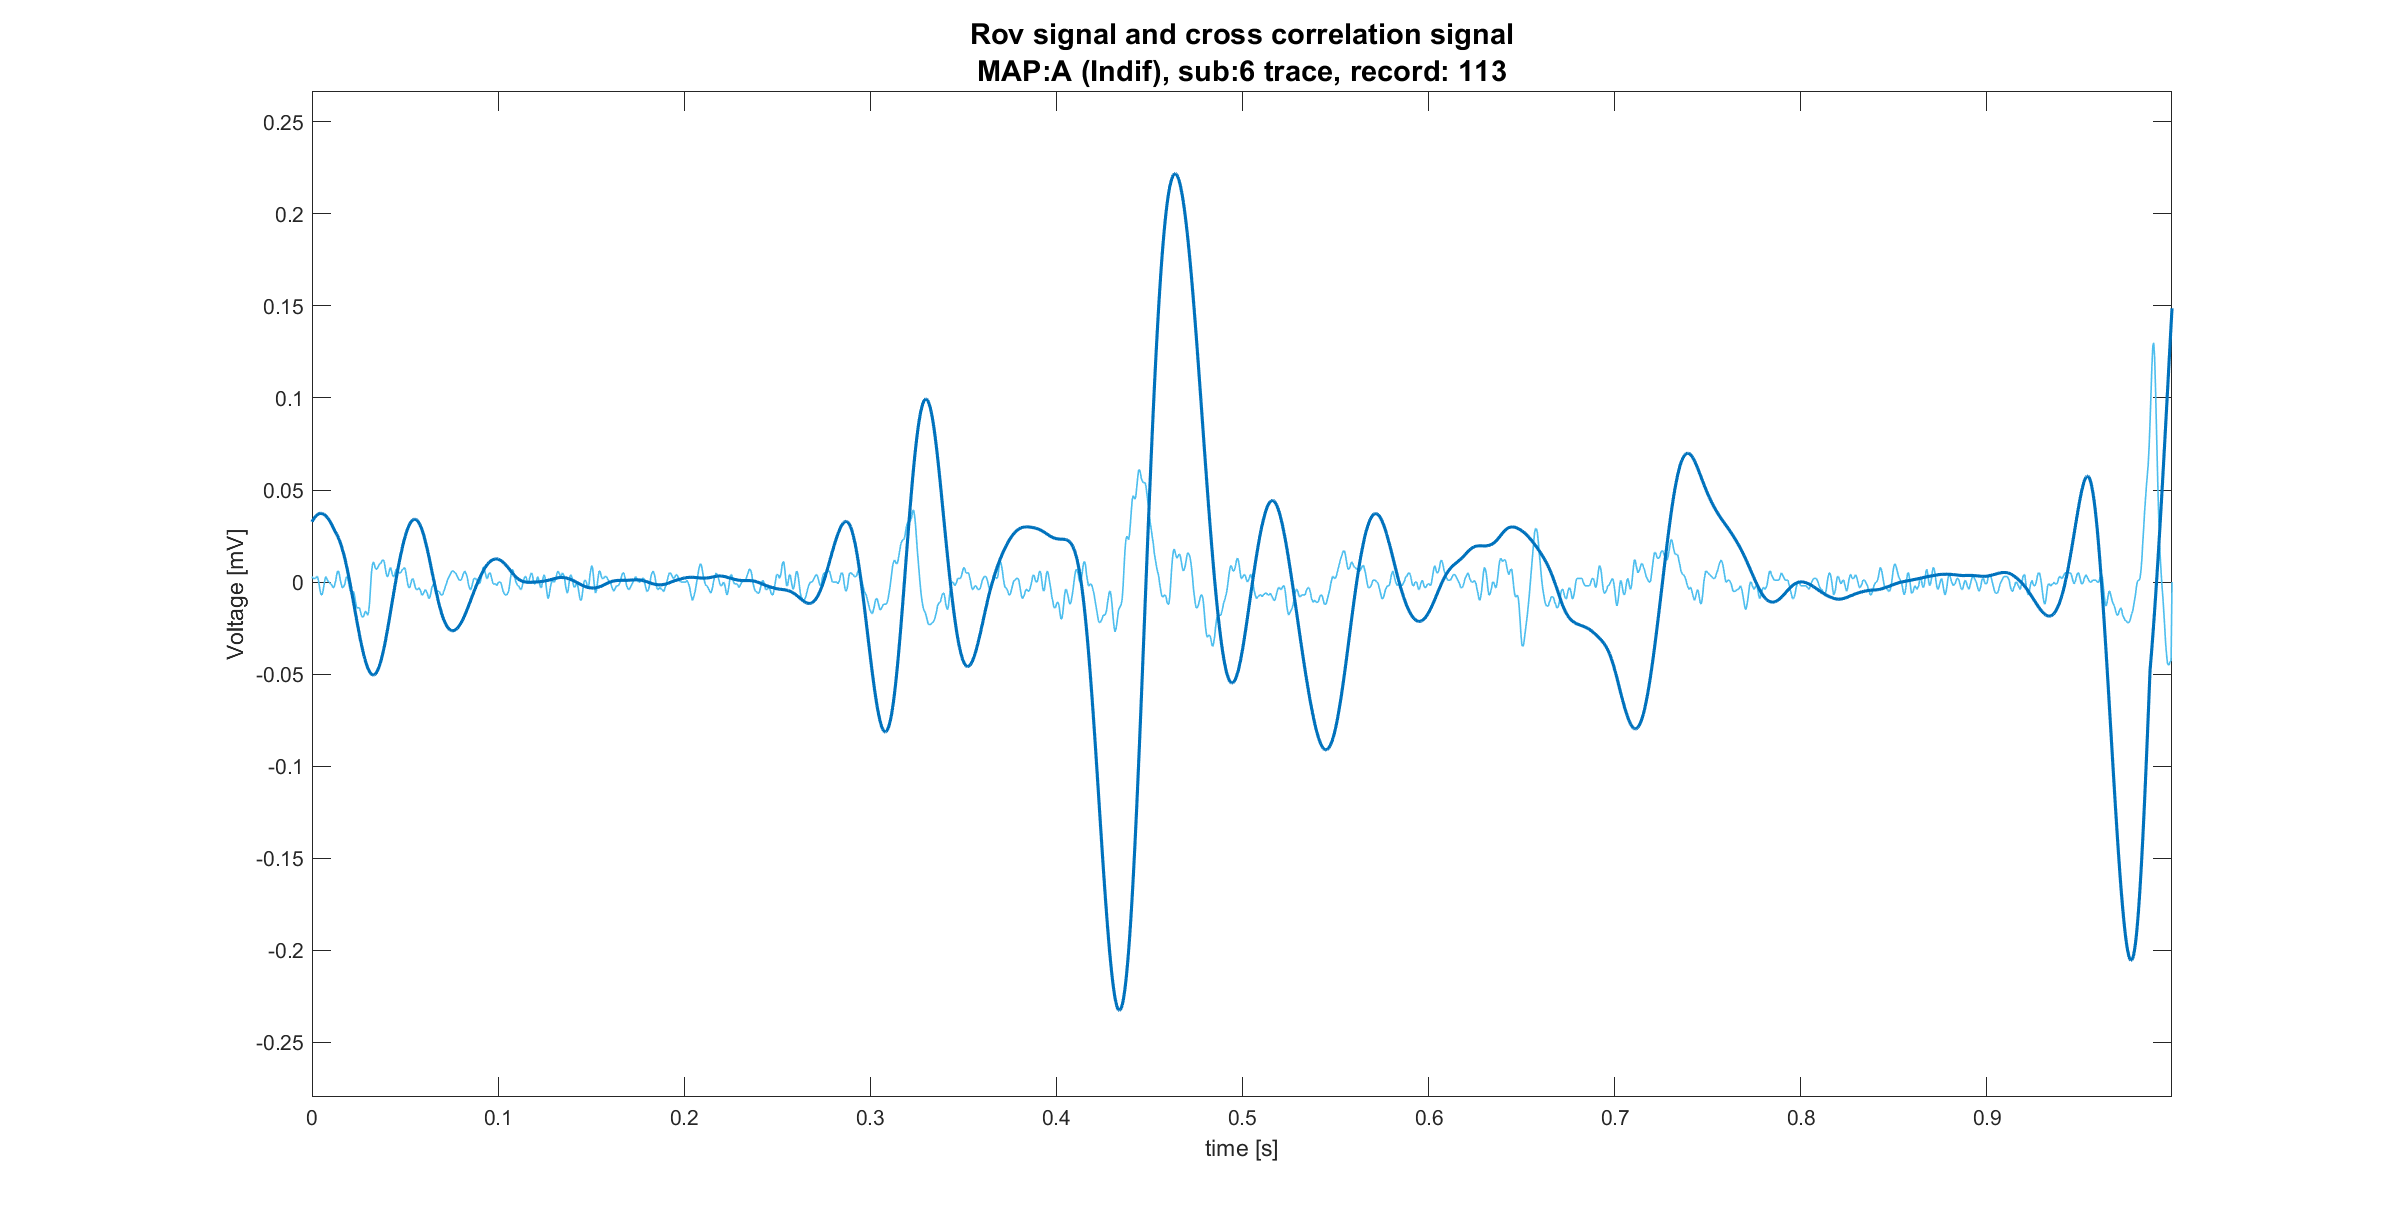 Rov signal and cross correlation signal
MAP:A (Indif), sub:6 trace, record: 113
0.25
0.2
0.15
0.1
0.05
0
-0.05
-0.1
-0.15
-0.2
-0.25
Voltage [mV]
0 0.1 0.2 0.3 0.4 0.5 0.6 0.7 0.8 0.9
time [s]